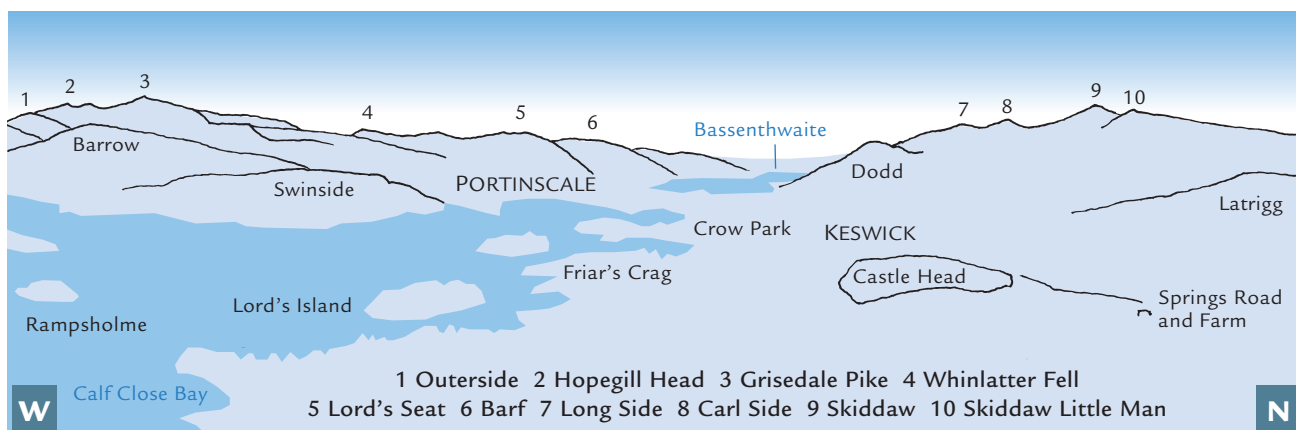 1
2
3
4
5
6
7
8
9
10
Bassenthwaite
Barrow
Swinside
PORTINSCALE
Dodd
Latrigg
Crow Park
KESWICK
Friar's Crag
Castle Head
Lord's Island
Rampsholme
Springs Road
and Farm
Calf Close Bay
W
N
1 Outerside 2 Hopegill Head 3 Grisedale Pike 4 Whinlatter Fell
5 Lord's Seat 6 Barf 7 Long Side 8 Carl Side 9 Skiddaw 10 Skiddaw Little Man